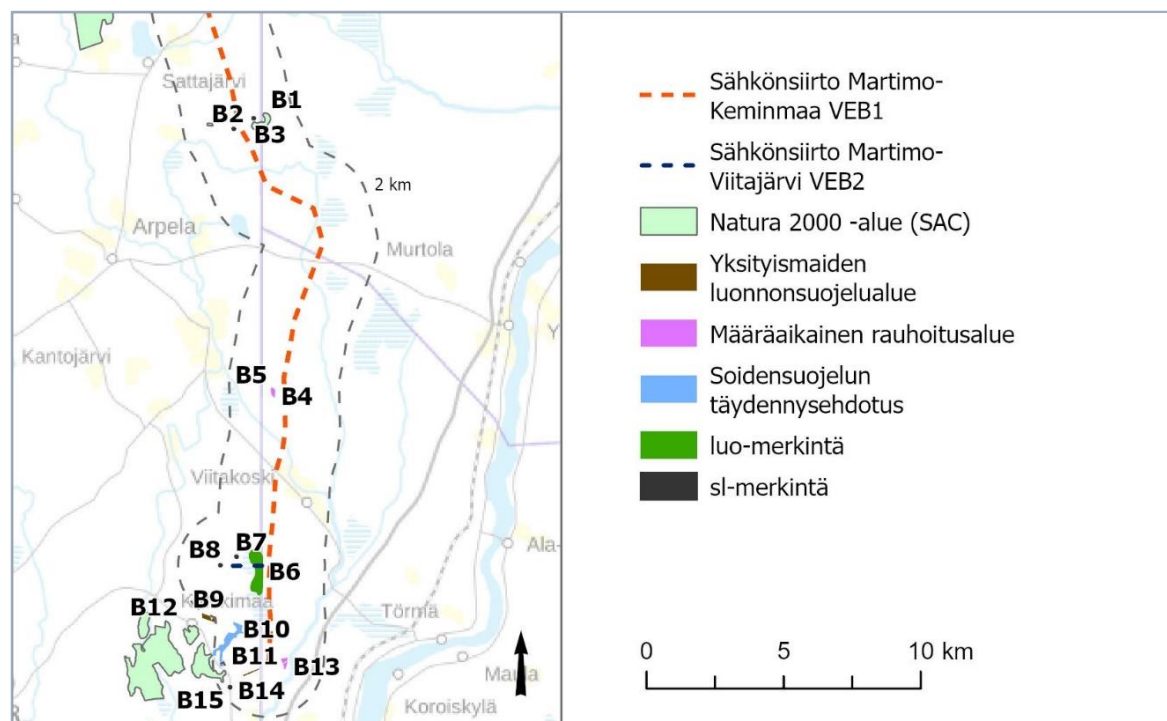 Sattajärvi
B1
B2
B3
2 km
Arpela
Murtola
Kantojärvi
B5
B4
Viitakoski
B8
B7
B6
Ala-
B9
B12
Törmä
B10
B11
B13
Maula
B14
B15
Koroiskylä
Sähkönsiirto Martimo-
Keminmaa VEB1
Sähkönsiirto Martimo-
Viitajärvi VEB2
Natura 2000 -alue (SAC)
Yksityismaiden
luonnonsuojelualue
Määräaikainen rauhoitusalue
Soidensuojelun
täydennysehdotus
luo-merkintä
sl-merkintä
0 5 10 km